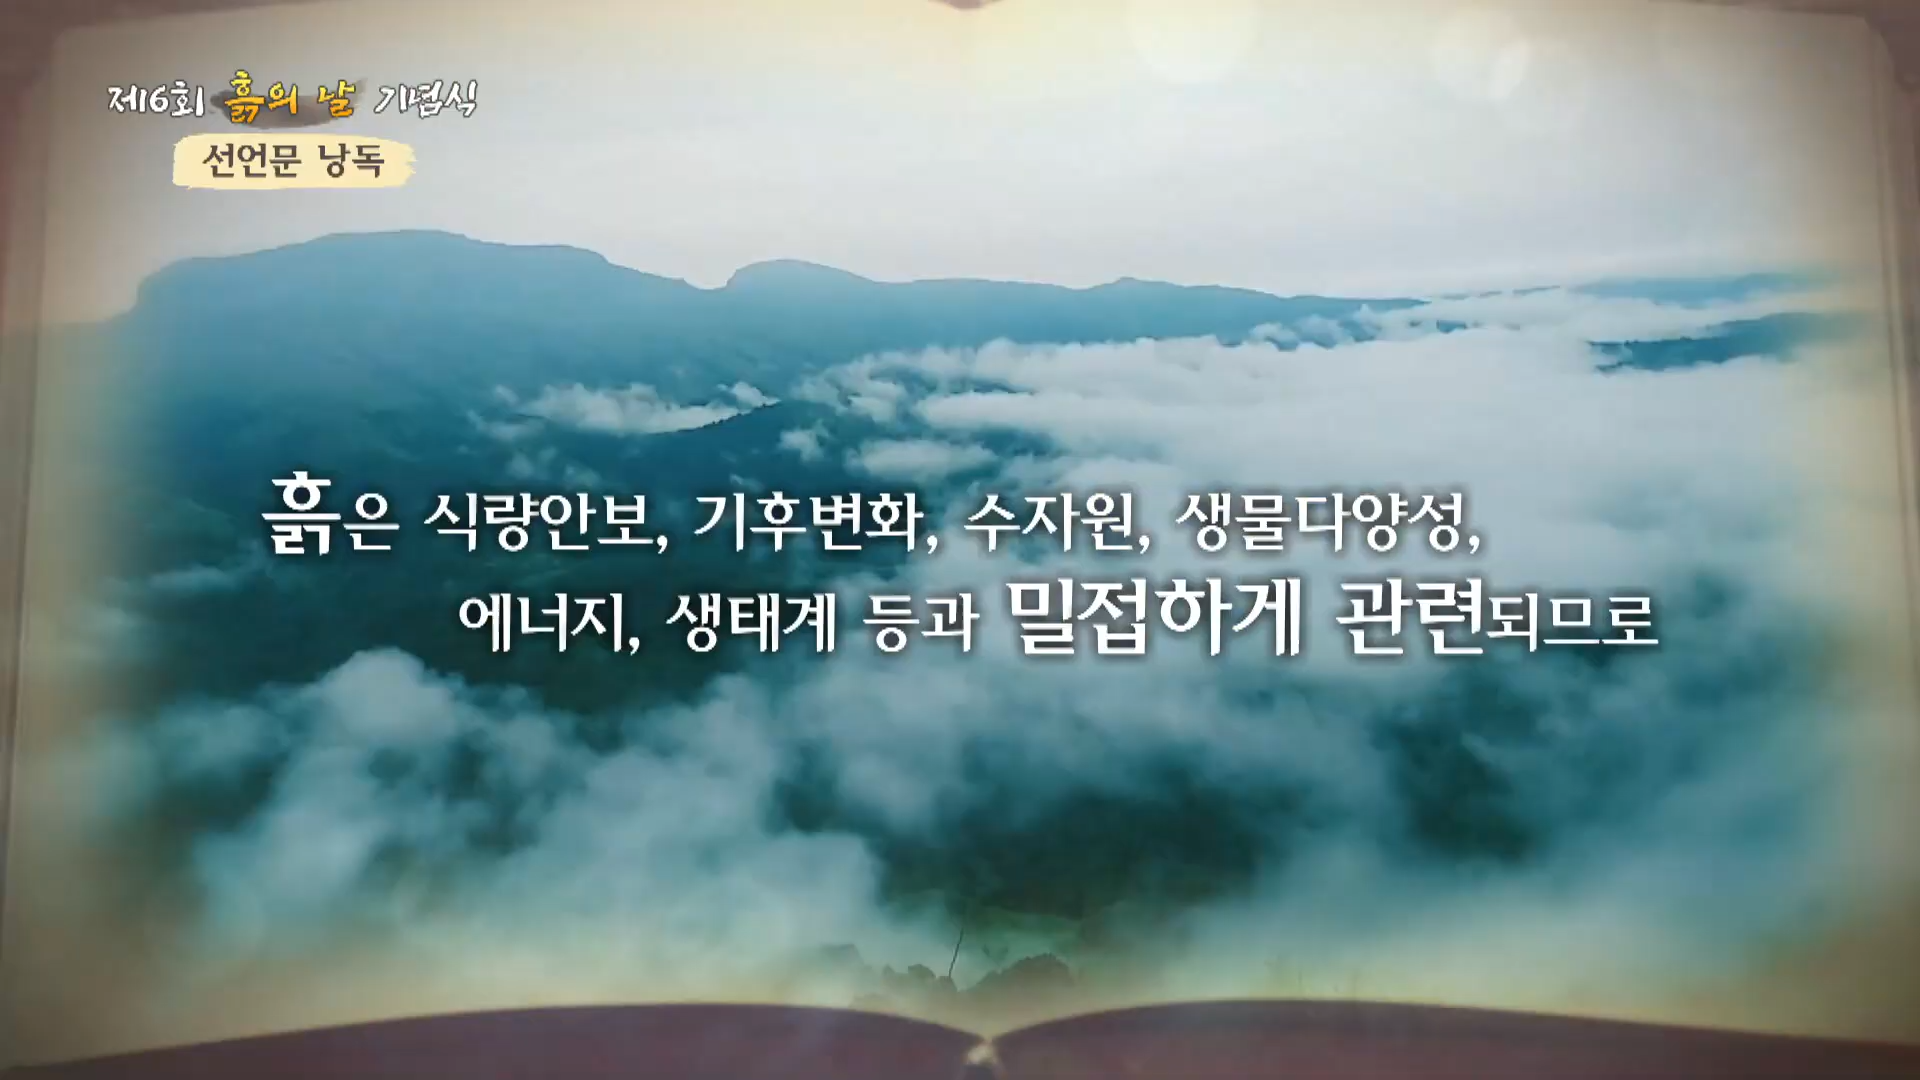 제16회 흙의 날 기념식
선언문 낭독
흙은 식량안보, 기후변화, 수자원, 생물다양성,
에너지, 생태계 등과 밀접하게 관련되므로